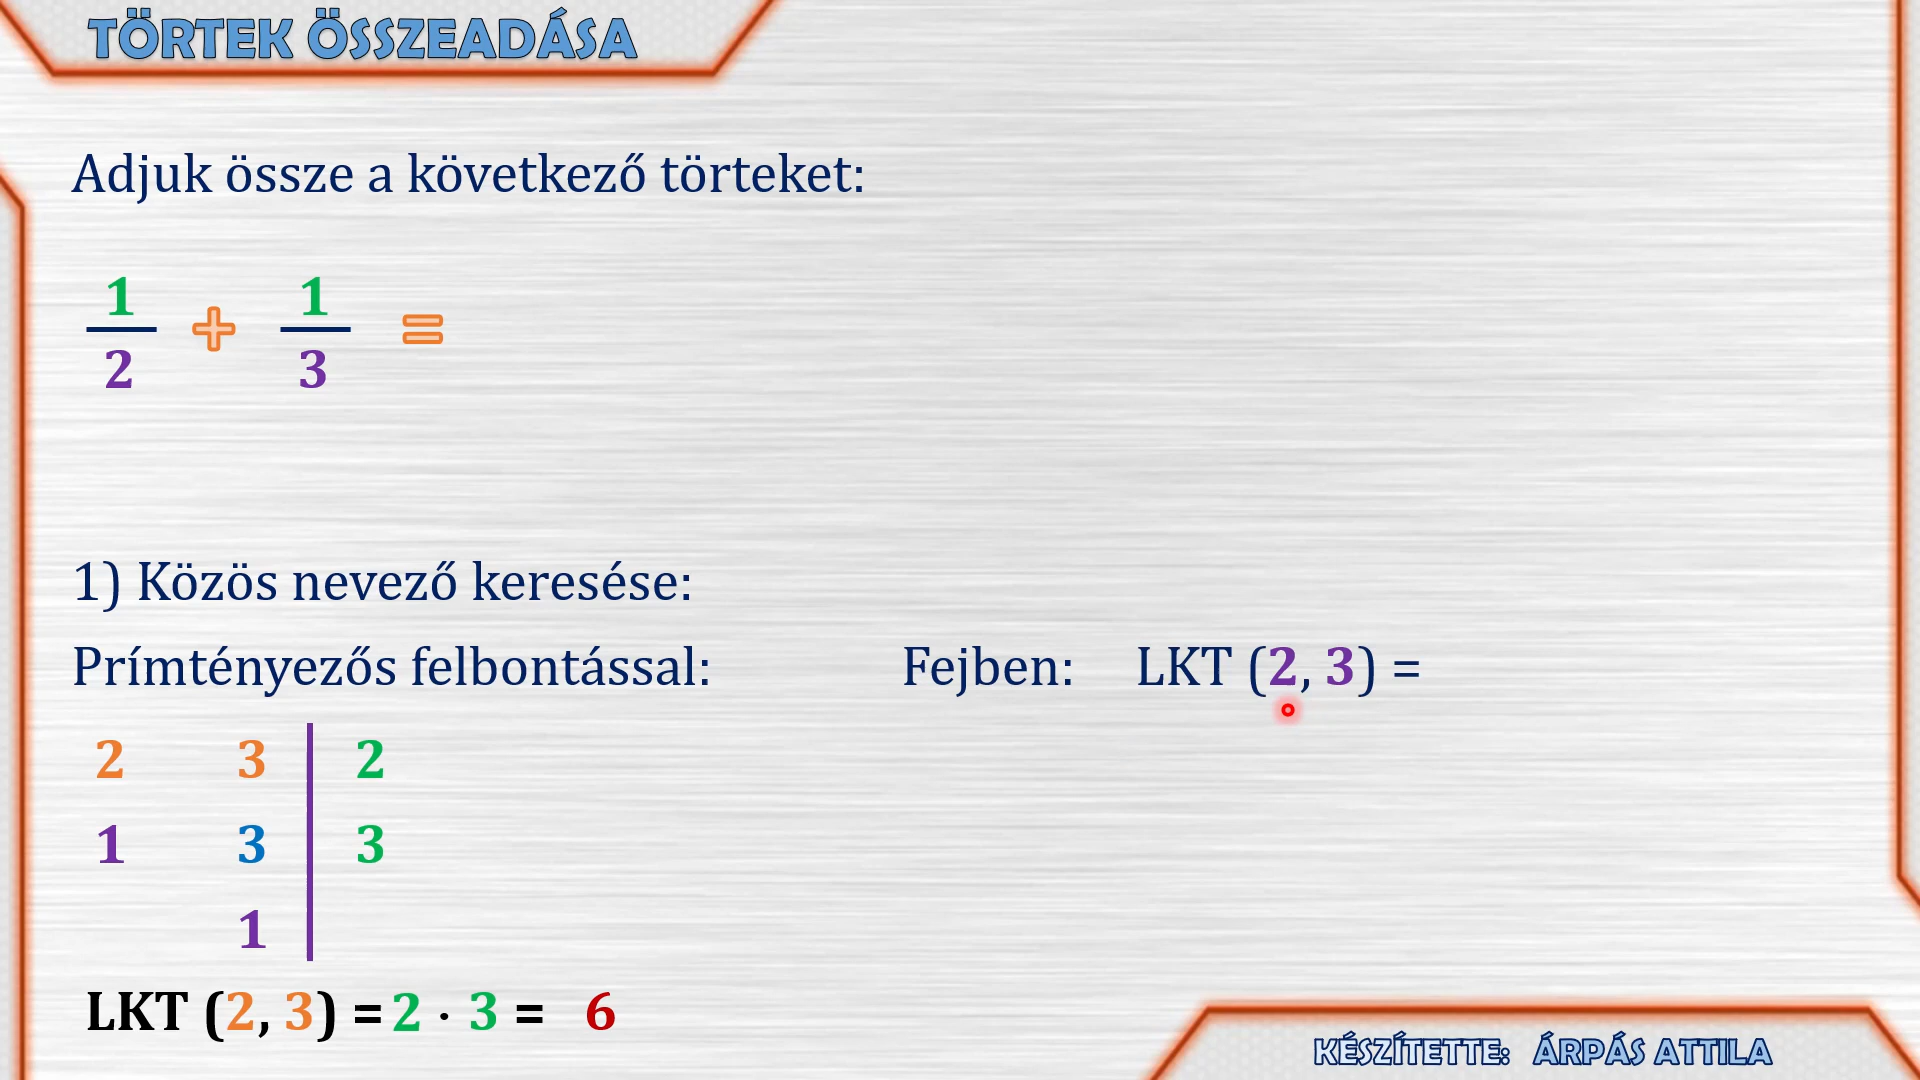 TÖRTEK ÖSSZEADÁSA
Adjuk össze a következő törteket:
1/2 + 1/3 =
1) Közös nevező keresése:
Prímtényezős felbontással:
2 3 | 2
1 3 | 3
1 |
LKT (2, 3) = 2 · 3 = 6
Fejben: LKT (2, 3) =
KÉSZÍTETTE: ÁRPÁS ATTILA